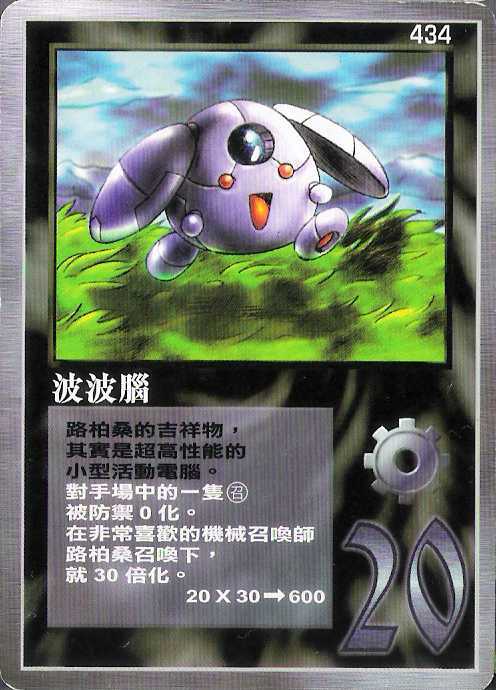 434
波波腦
路柏桑的吉祥物，
其實是超高性能的
小型活動電腦。
對手場中的一隻㊂
被防禦０化。
在非常喜歡的機械召喚師
路柏桑召喚下，
就 30 倍化。
20 X 30→600
20